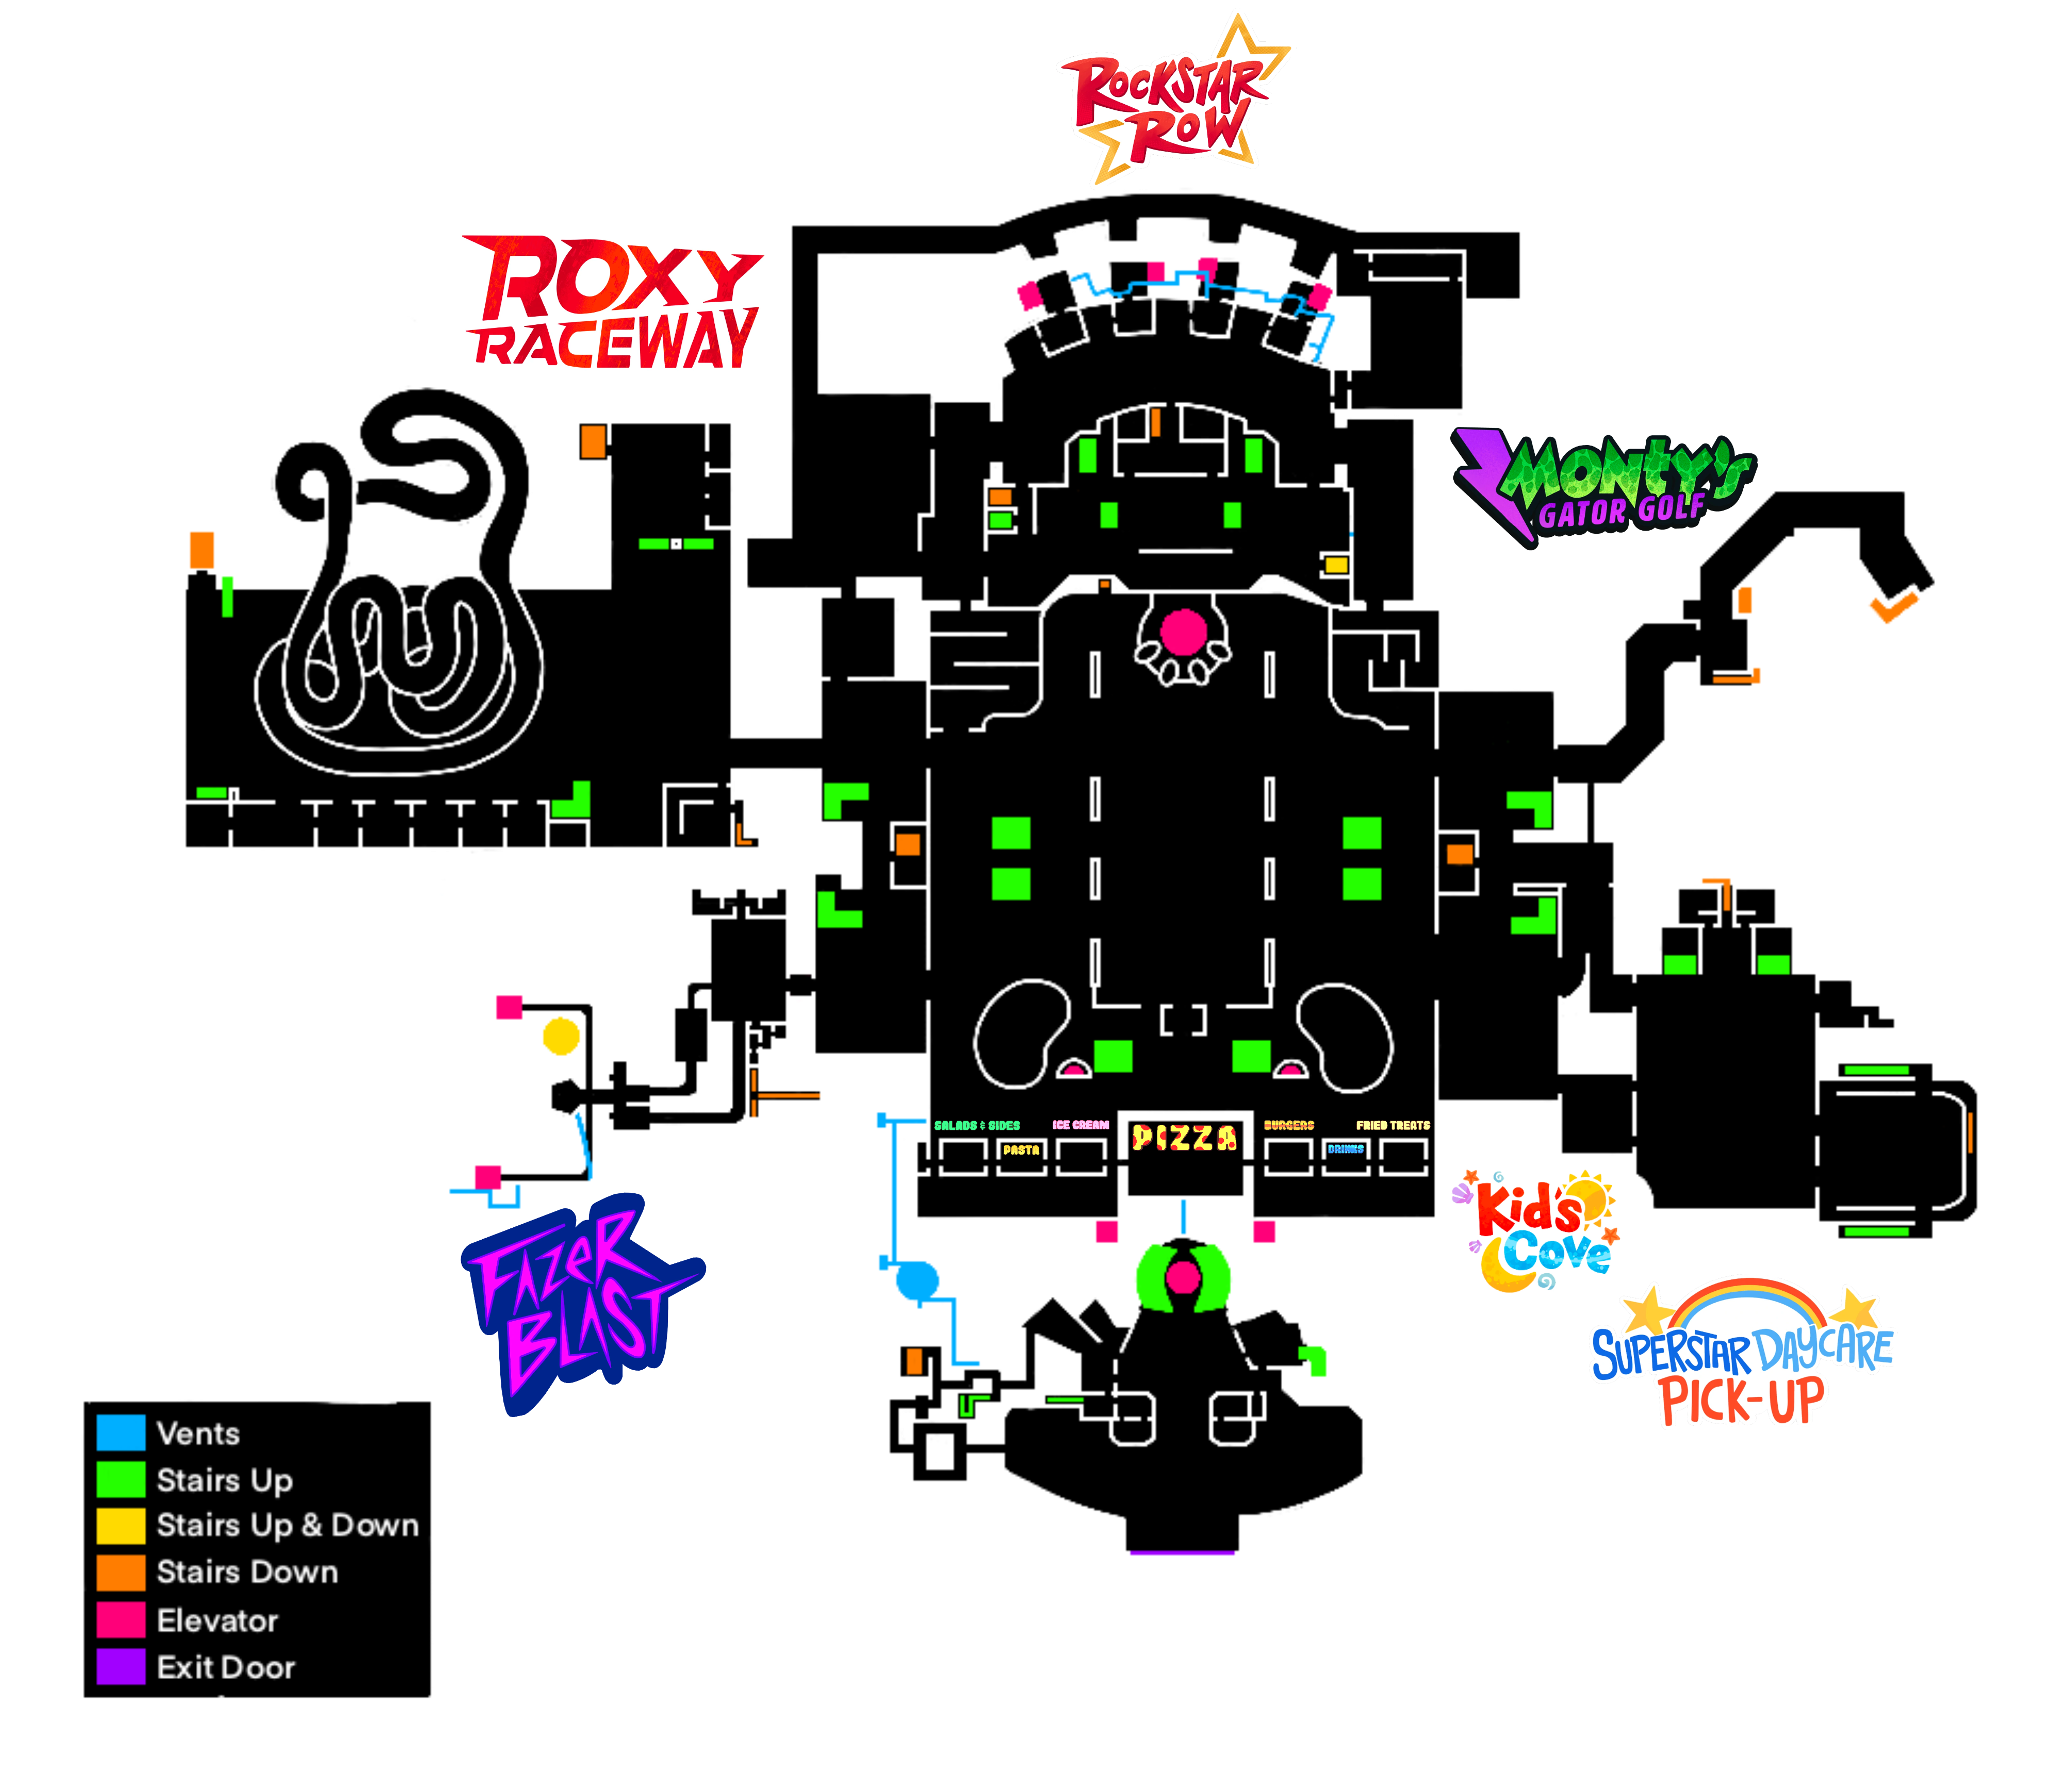 ROCKSTAR
ROW
ROXY
RACEWAY
MONTY'S
GATOR GOLF
SALADS & SIDES
PASTA
ICE CREAM
PIZZA
BURGERS
DRINKS
FRIED TREATS
FAZER
BLAST
Kid's
Cove
SUPERSTAR DAYCARE
PICK-UP
Vents
Stairs Up
Stairs Up & Down
Stairs Down
Elevator
Exit Door